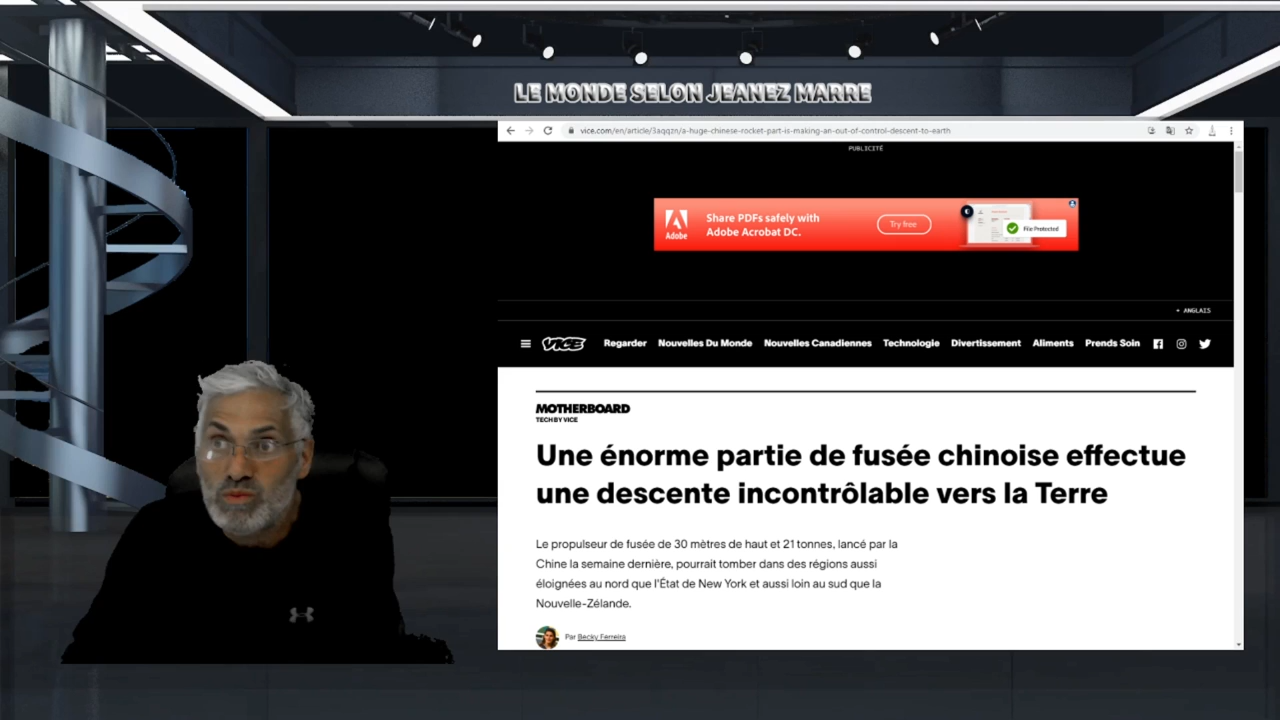 LE MONDE SELON JEANEZ MARRE
vice.com/en/article/3aqqzn/a-huge-chinese-rocket-part-is-making-an-out-of-control-descent-to-earth
PUBLICITÉ
Adobe
Share PDFs safely with
Adobe Acrobat DC.
Try free
File Protected
+ ANGLAIS
VICE
Regarder Nouvelles Du Monde Nouvelles Canadiennes Technologie Divertissement Aliments Prends Soin
MOTHERBOARD
TECH BY VICE
Une énorme partie de fusée chinoise effectue
une descente incontrôlable vers la Terre
Le propulseur de fusée de 30 mètres de haut et 21 tonnes, lancé par la
Chine la semaine dernière, pourrait tomber dans des régions aussi
éloignées au nord que l'État de New York et aussi loin au sud que la
Nouvelle-Zélande.
Par Becky Ferreira